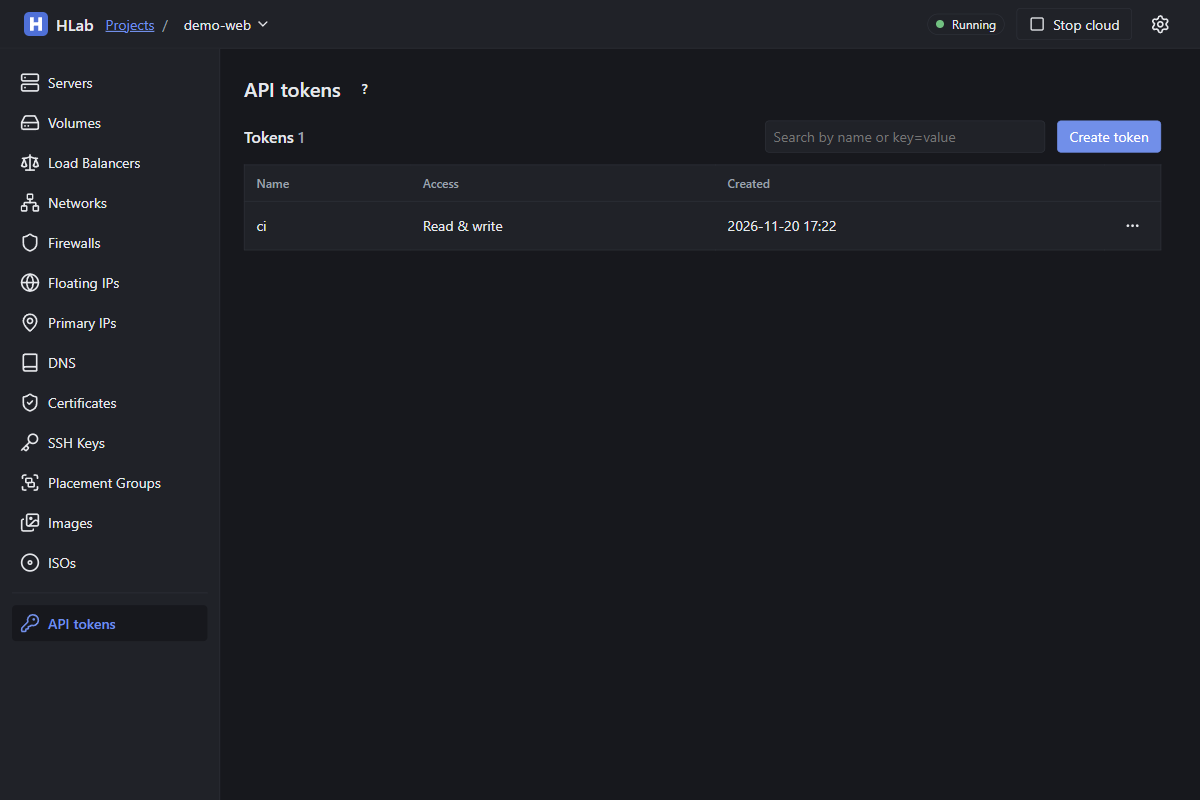 H HLab Projects / demo-web Running Stop cloud
Servers
Volumes
Load Balancers
Networks
Firewalls
Floating IPs
Primary IPs
DNS
Certificates
SSH Keys
Placement Groups
Images
ISOs
API tokens
API tokens ?
Tokens 1 Search by name or key=value Create token
Name Access Created
ci Read & write 2026-11-20 17:22 ...